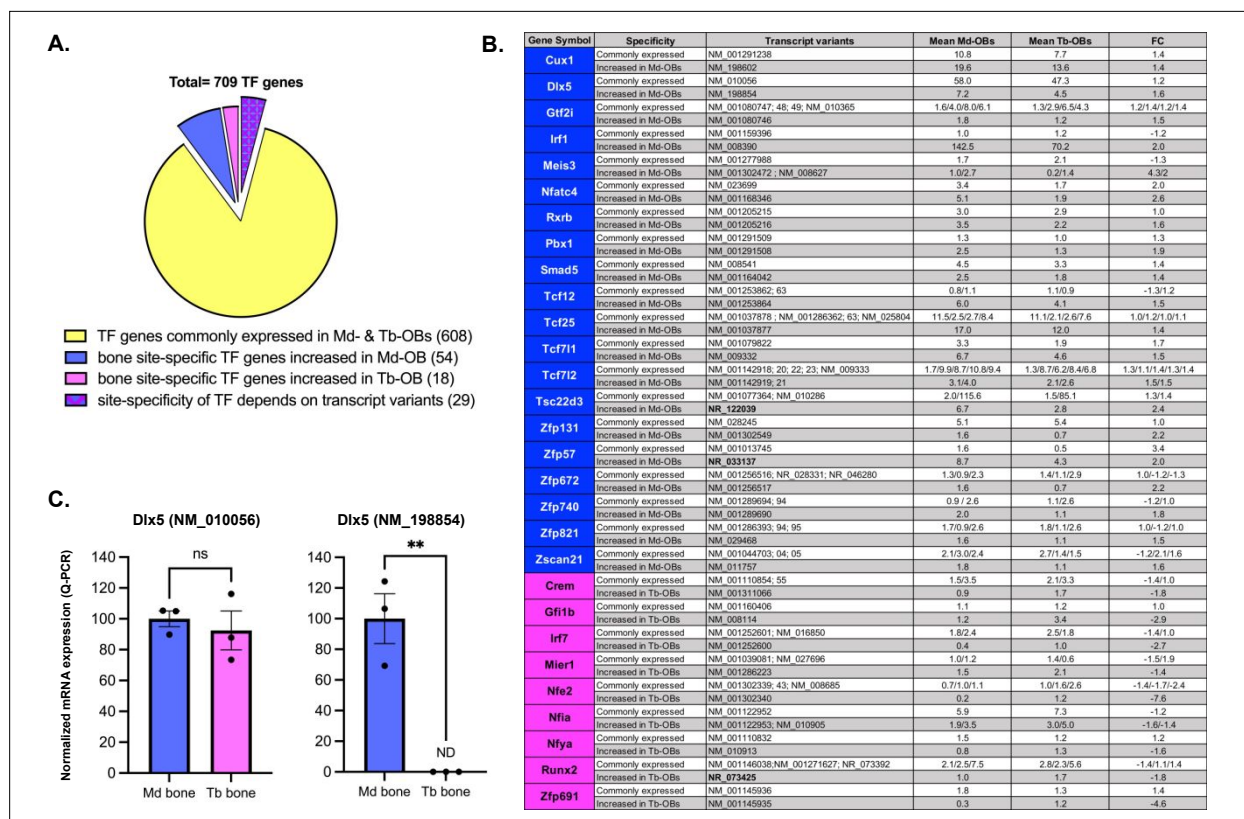 A.
Total= 709 TF genes
TF genes commonly expressed in Md- & Tb-OBs (608)
bone site-specific TF genes increased in Md-OB (54)
bone site-specific TF genes increased in Tb-OB (18)
site-specificity of TF depends on transcript variants (29)
B.
Gene Symbol Specificity Transcript variants Mean Md-OBs Mean Tb-OBs FC
Cux1
Commonly expressed NM_001291238 10.8 7.7 1.4
Increased in Md-OBs NM_198602 19.6 13.6 1.4
Dlx5
Commonly expressed NM_010056 58.0 47.3 1.2
Increased in Md-OBs NM_198854 7.2 4.5 1.6
Gtf2i
Commonly expressed NM_001080747; 48; 49; NM_010365 1.6/4.0/8.0/6.1 1.3/2.9/6.5/4.3 1.2/1.4/1.2/1.4
Increased in Md-OBs NM_001080746 1.8 1.2 1.5
Irf1
Commonly expressed NM_001159396 1.0 1.2 -1.2
Increased in Md-OBs NM_008390 142.5 70.2 2.0
Meis3
Commonly expressed NM_001277988 1.7 2.1 -1.3
Increased in Md-OBs NM_001302472 ; NM_008627 1.0/2.7 0.2/1.4 4.3/2
Nfatc4
Commonly expressed NM_023699 3.4 1.7 2.0
Increased in Md-OBs NM_001168346 5.1 1.9 2.6
Rxrb
Commonly expressed NM_001205215 3.0 2.9 1.0
Increased in Md-OBs NM_001205216 3.5 2.2 1.6
Pbx1
Commonly expressed NM_001291509 1.3 1.0 1.3
Increased in Md-OBs NM_001291508 2.5 1.3 1.9
Smad5
Commonly expressed NM_008541 4.5 3.3 1.4
Increased in Md-OBs NM_001164042 2.5 1.8 1.4
Tcf12
Commonly expressed NM_001253862; 63 0.8/1.1 1.1/0.9 -1.3/1.2
Increased in Md-OBs NM_001253864 6.0 4.1 1.5
Tcf25
Commonly expressed NM_001037878 ; NM_001286362; 63; NM_025804 11.5/2.5/2.7/8.4 11.1/2.1/2.6/7.6 1.0/1.2/1.0/1.1
Increased in Md-OBs NM_001037877 17.0 12.0 1.4
Tcf7l1
Commonly expressed NM_001079822 3.3 1.9 1.7
Increased in Md-OBs NM_009332 6.7 4.6 1.5
Tcf7l2
Commonly expressed NM_001142918; 20; 22; 23; NM_009333 1.7/9.9/8.7/10.8/9.4 1.3/8.7/6.2/8.4/6.8 1.3/1.1/1.4/1.3/1.4
Increased in Md-OBs NM_001142919; 21 3.1/4.0 2.1/2.6 1.5/1.5
Tsc22d3
Commonly expressed NM_001077364; NM_010286 2.0/115.6 1.5/85.1 1.3/1.4
Increased in Md-OBs NR_122039 6.7 2.8 2.4
Zfp131
Commonly expressed NM_028245 5.1 5.4 1.0
Increased in Md-OBs NM_001302549 1.6 0.7 2.2
Zfp57
Commonly expressed NM_001013745 1.6 0.5 3.4
Increased in Md-OBs NR_033137 8.7 4.3 2.0
Zfp672
Commonly expressed NM_001256516; NR_028331; NR_046280 1.3/0.9/2.3 1.4/1.1/2.9 1.0/-1.2/-1.3
Increased in Md-OBs NM_001256517 1.6 0.7 2.2
Zfp740
Commonly expressed NM_001289694; 94 0.9 / 2.6 1.1/2.6 -1.2/1.0
Increased in Md-OBs NM_001289690 2.0 1.1 1.8
Zfp821
Commonly expressed NM_001286393; 94; 95 1.7/0.9/2.6 1.8/1.1/2.6 1.0/-1.2/1.0
Increased in Md-OBs NM_029468 1.6 1.1 1.5
Zscan21
Commonly expressed NM_001044703; 04; 05 2.1/3.0/2.4 2.7/1.4/1.5 -1.2/2.1/1.6
Increased in Md-OBs NM_011757 1.8 1.1 1.6
Crem
Commonly expressed NM_001110854; 55 1.5/3.5 2.1/3.3 -1.4/1.0
Increased in Tb-OBs NM_001311066 0.9 1.7 -1.8
Gfi1b
Commonly expressed NM_001160406 1.1 1.2 1.0
Increased in Tb-OBs NM_008114 1.2 3.4 -2.9
Irf7
Commonly expressed NM_001252601; NM_016850 1.8/2.4 2.5/1.8 -1.4/1.0
Increased in Tb-OBs NM_001252600 0.4 1.0 -2.7
Mier1
Commonly expressed NM_001039081; NM_027696 1.0/1.2 1.4/0.6 -1.5/1.9
Increased in Tb-OBs NM_001286223 1.5 2.1 -1.4
Nfe2
Commonly expressed NM_001302339; 43; NM_008685 0.7/1.0/1.1 1.0/1.6/2.6 -1.4/-1.7/-2.4
Increased in Tb-OBs NM_001302340 0.2 1.2 -7.6
Nfia
Commonly expressed NM_001122952 5.9 7.3 -1.2
Increased in Tb-OBs NM_001122953; NM_010905 1.9/3.5 3.0/5.0 -1.6/-1.4
Nfya
Commonly expressed NM_001110832 1.5 1.2 1.2
Increased in Tb-OBs NM_010913 0.8 1.3 -1.6
Runx2
Commonly expressed NM_001146038;NM_001271627; NR_073392 2.1/2.5/7.5 2.8/2.3/5.6 -1.4/1.1/1.4
Increased in Tb-OBs NR_073425 1.0 1.7 -1.8
Zfp691
Commonly expressed NM_001145936 1.8 1.3 1.4
Increased in Tb-OBs NM_001145935 0.3 1.2 -4.6
C.
Normalized mRNA expression (Q-PCR)
Dlx5 (NM_010056)
140
120
100
80
60
40
20
0
ns
Md bone Tb bone
Dlx5 (NM_198854)
140
120
100
80
60
40
20
0
**
ND
Md bone Tb bone